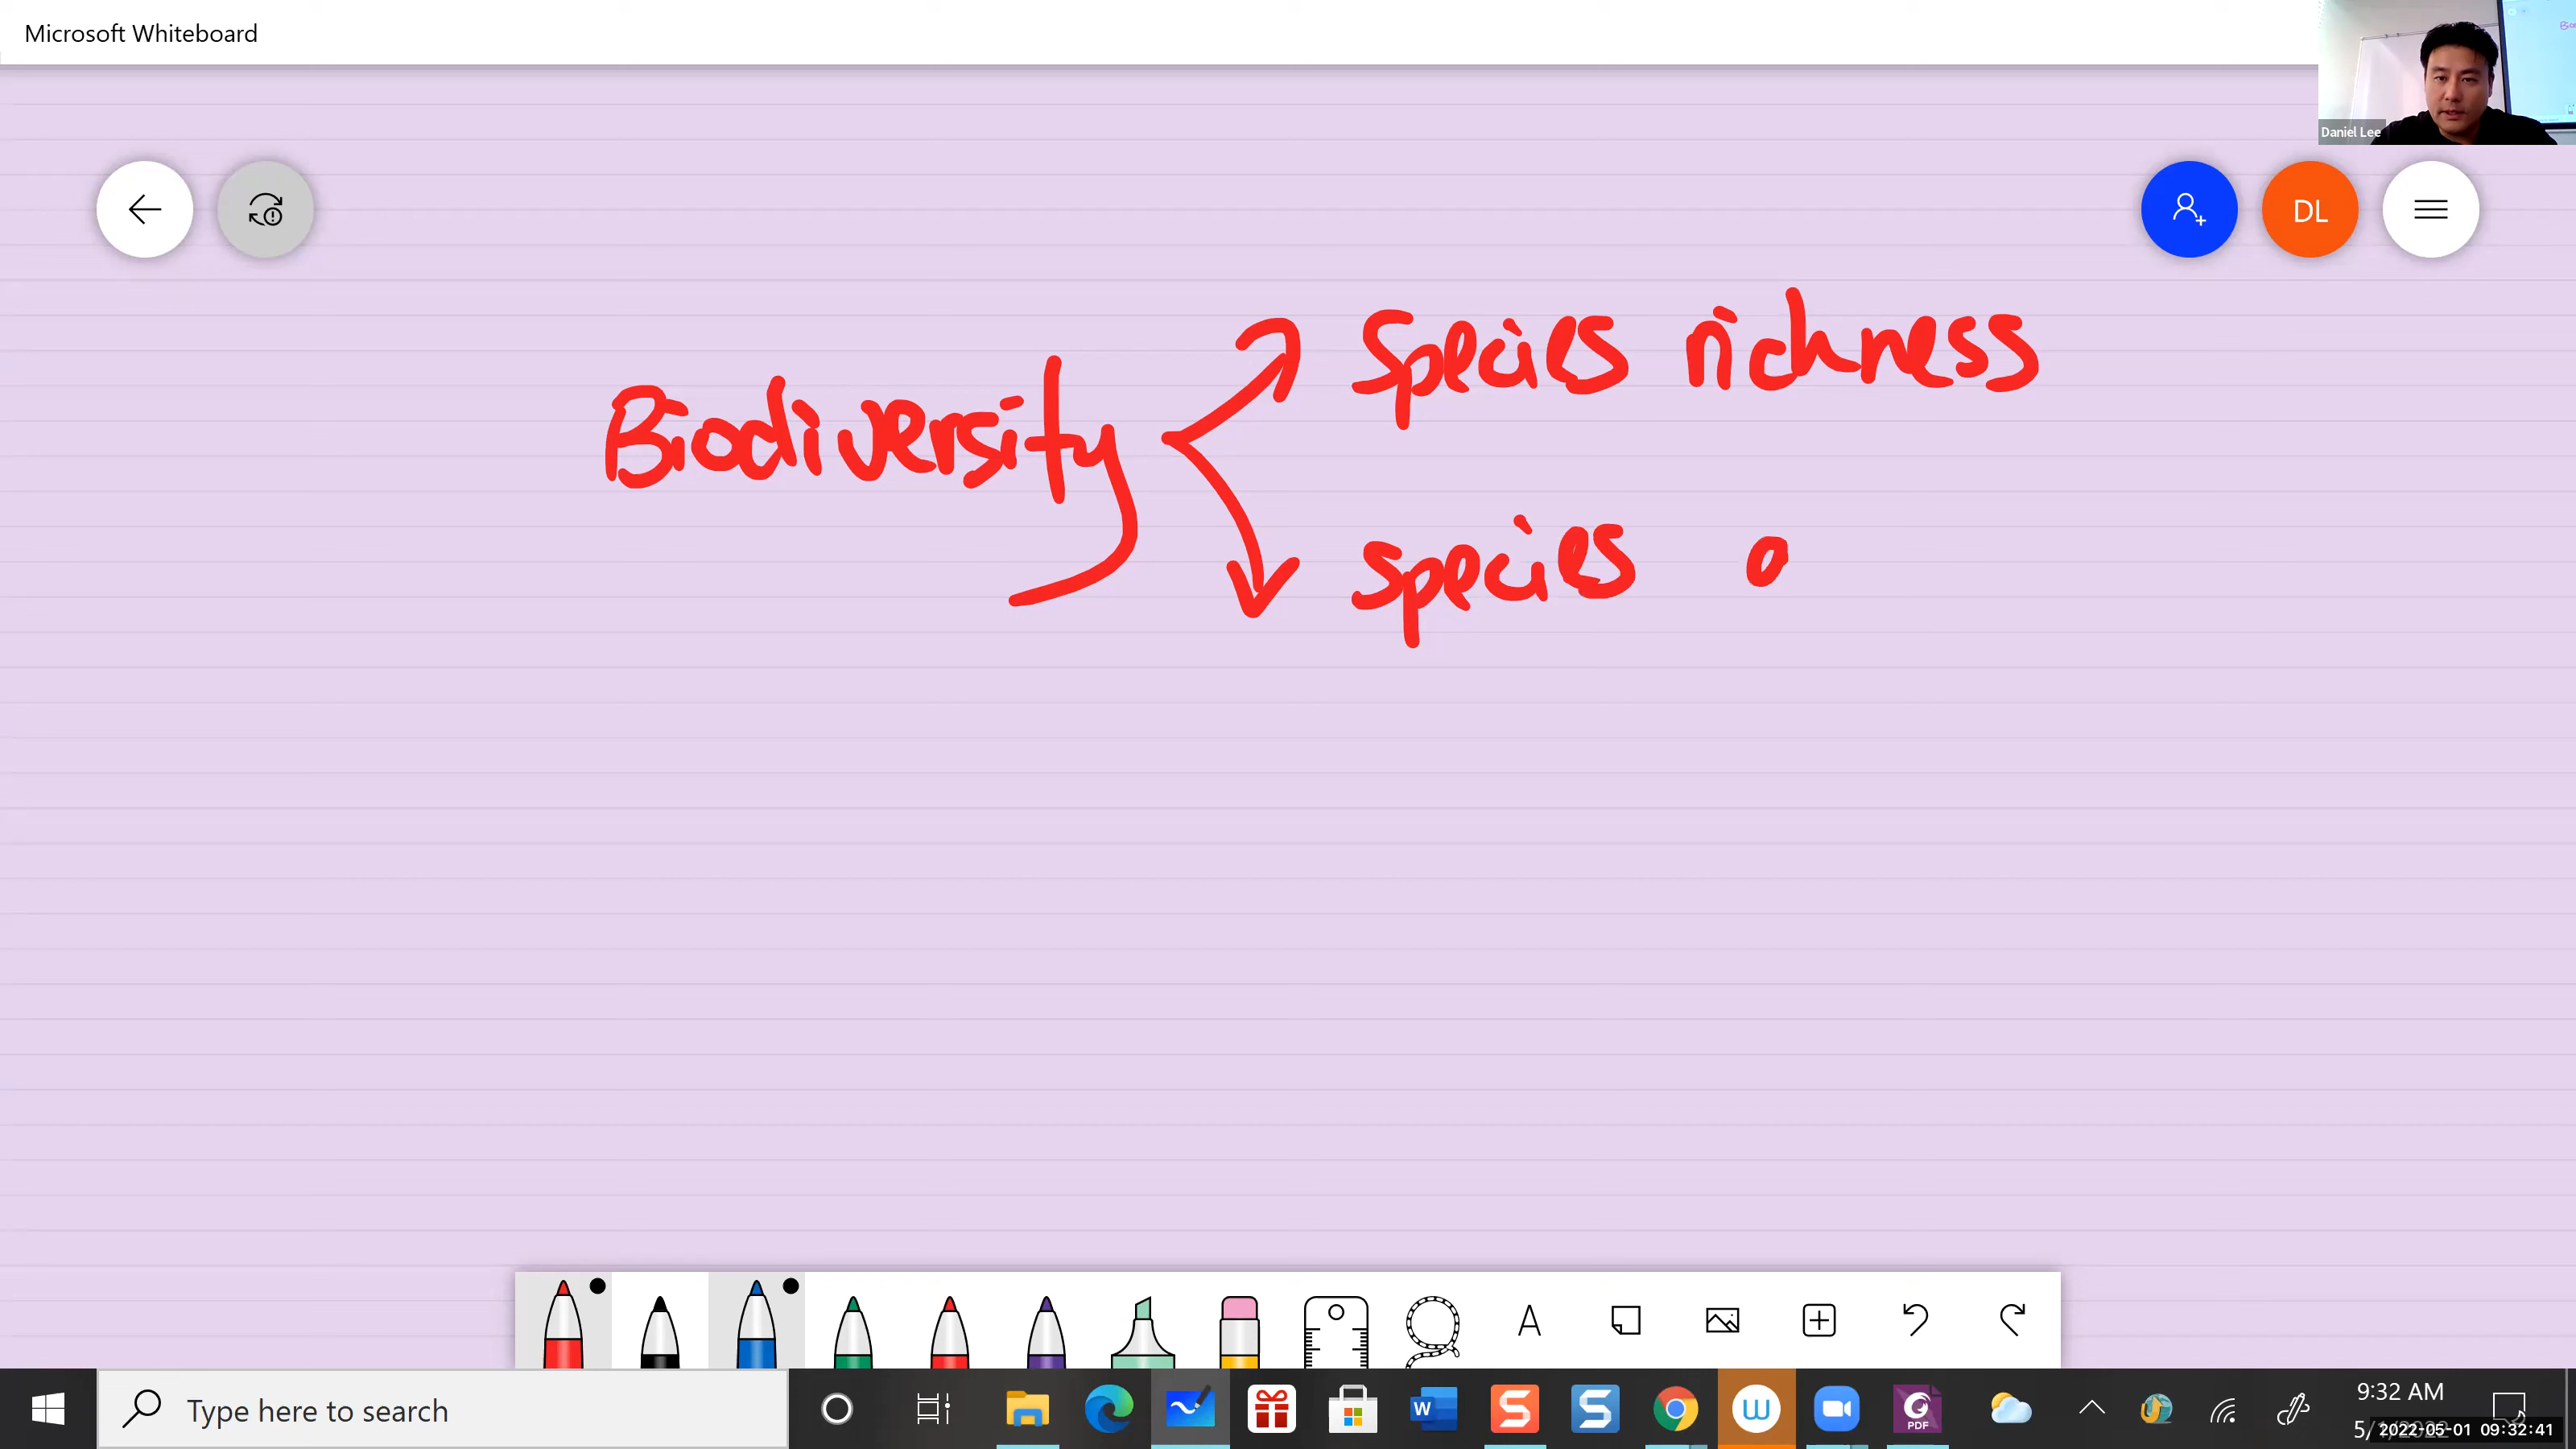 Microsoft Whiteboard
Daniel Lee
DL
Species richness
Biodiversity
species a
A
Type here to search
W
S
S
W
PDF
9:32 AM
2022-05-01 09:32:41